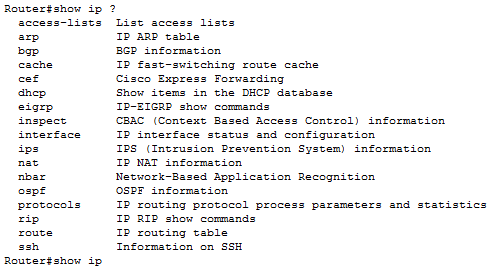 Router#show ip ?
  access-lists  List access lists
  arp           IP ARP table
  bgp           BGP information
  cache         IP fast-switching route cache
  cef           Cisco Express Forwarding
  dhcp          Show items in the DHCP database
  eigrp         IP-EIGRP show commands
  inspect       CBAC (Context Based Access Control) information
  interface     IP interface status and configuration
  ips           IPS (Intrusion Prevention System) information
  nat           IP NAT information
  nbar          Network-Based Application Recognition
  ospf          OSPF information
  protocols     IP routing protocol process parameters and statistics
  rip           IP RIP show commands
  route         IP routing table
  ssh           Information on SSH
Router#show ip